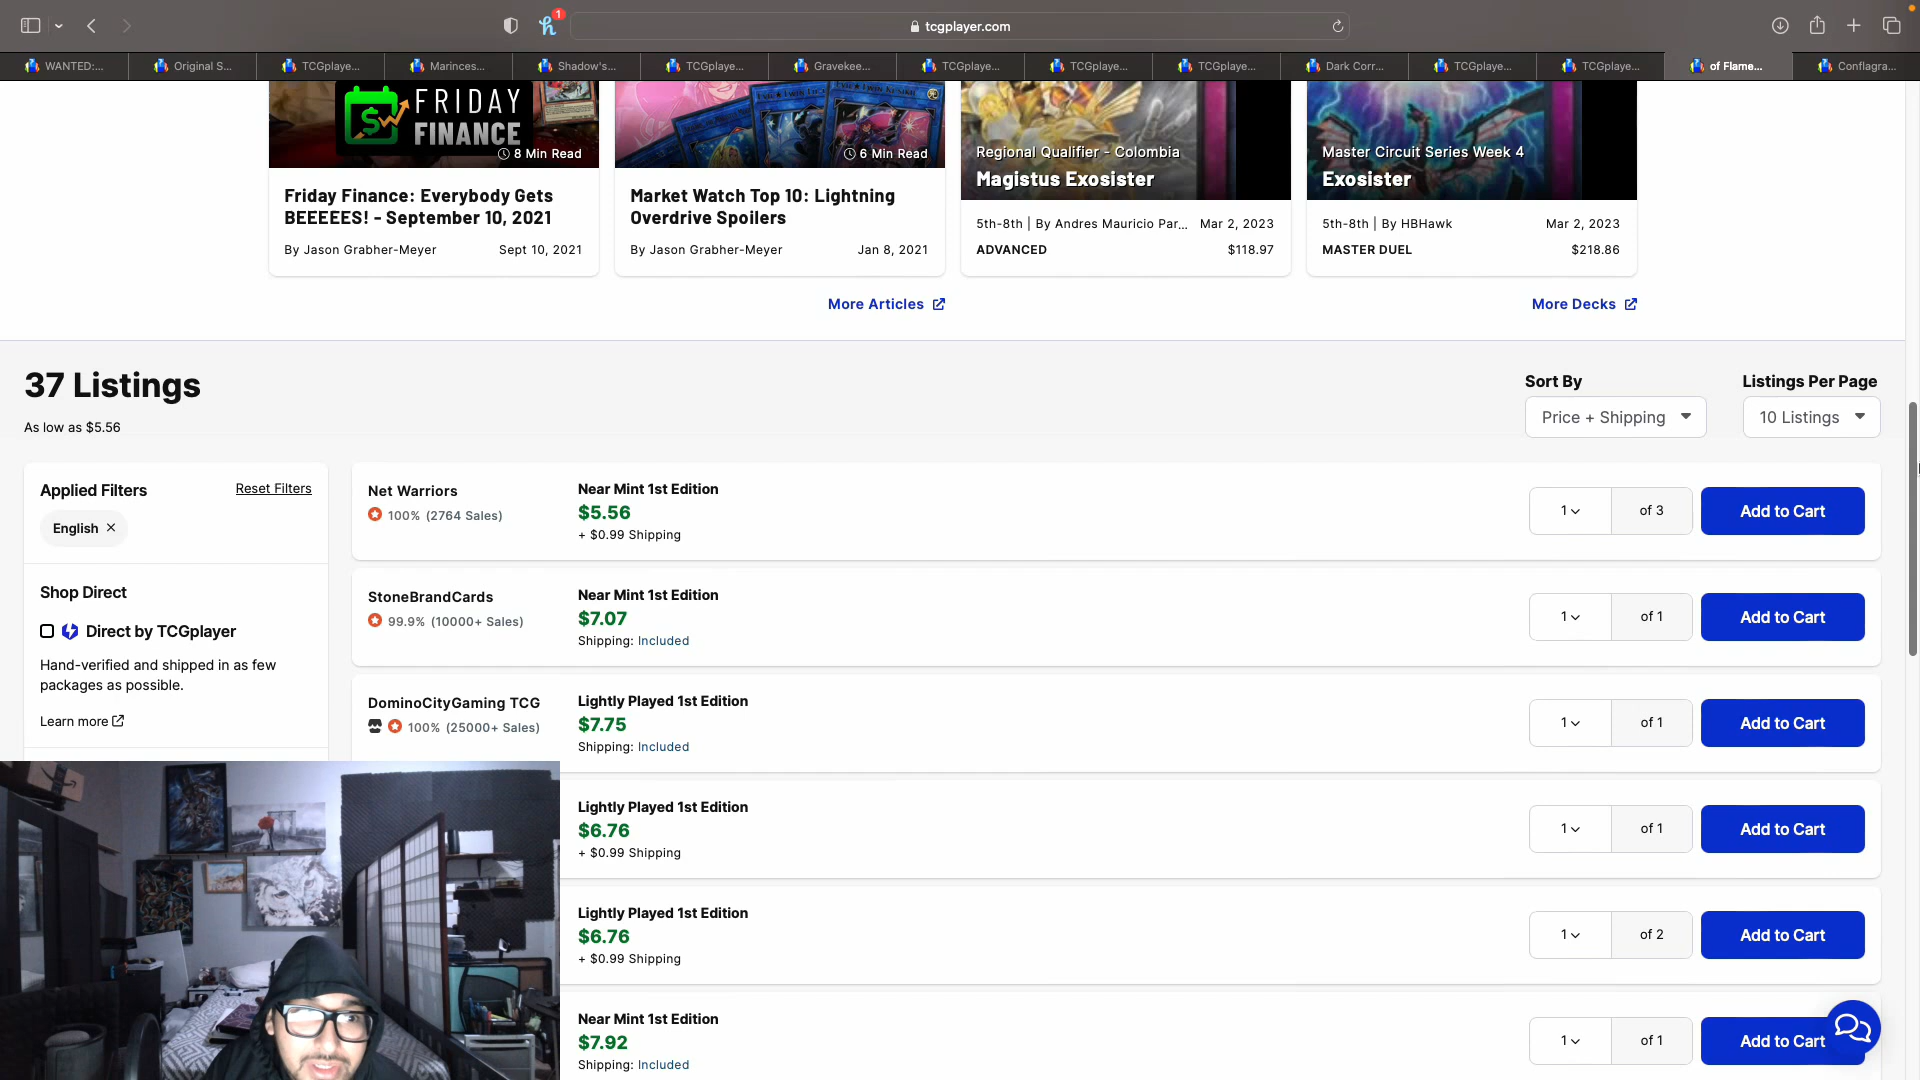 1
tcgplayer.com
WANTED:...
Original S...
TCGplaye...
Marinces...
Shadow's...
TCGplaye...
Gravekee...
TCGplaye...
TCGplaye...
TCGplaye...
Dark Corr...
TCGplaye...
TCGplaye...
of Flame...
Conflagra...
FRIDAY
FINANCE
8 Min Read
6 Min Read
Regional Qualifier - Colombia
Magistus Exosister
Master Circuit Series Week 4
Exosister
Friday Finance: Everybody Gets
BEEEEES! - September 10, 2021
By Jason Grabher-Meyer
Sept 10, 2021
Market Watch Top 10: Lightning
Overdrive Spoilers
By Jason Grabher-Meyer
Jan 8, 2021
5th-8th | By Andres Mauricio Par...
Mar 2, 2023
ADVANCED
$118.97
5th-8th | By HBHawk
Mar 2, 2023
MASTER DUEL
$218.86
More Articles
More Decks
37 Listings
As low as $5.56
Sort By
Price + Shipping
Listings Per Page
10 Listings
Applied Filters
Reset Filters
English
Shop Direct
Direct by TCGplayer
Hand-verified and shipped in as few
packages as possible.
Learn more
Net Warriors
100% (2764 Sales)
Near Mint 1st Edition
$5.56
+ $0.99 Shipping
1
of 3
Add to Cart
StoneBrandCards
99.9% (10000+ Sales)
Near Mint 1st Edition
$7.07
Shipping: Included
1
of 1
Add to Cart
DominoCityGaming TCG
100% (25000+ Sales)
Lightly Played 1st Edition
$7.75
Shipping: Included
1
of 1
Add to Cart
Lightly Played 1st Edition
$6.76
+ $0.99 Shipping
1
of 1
Add to Cart
Lightly Played 1st Edition
$6.76
+ $0.99 Shipping
1
of 2
Add to Cart
Near Mint 1st Edition
$7.92
Shipping: Included
1
of 1
Add to Cart